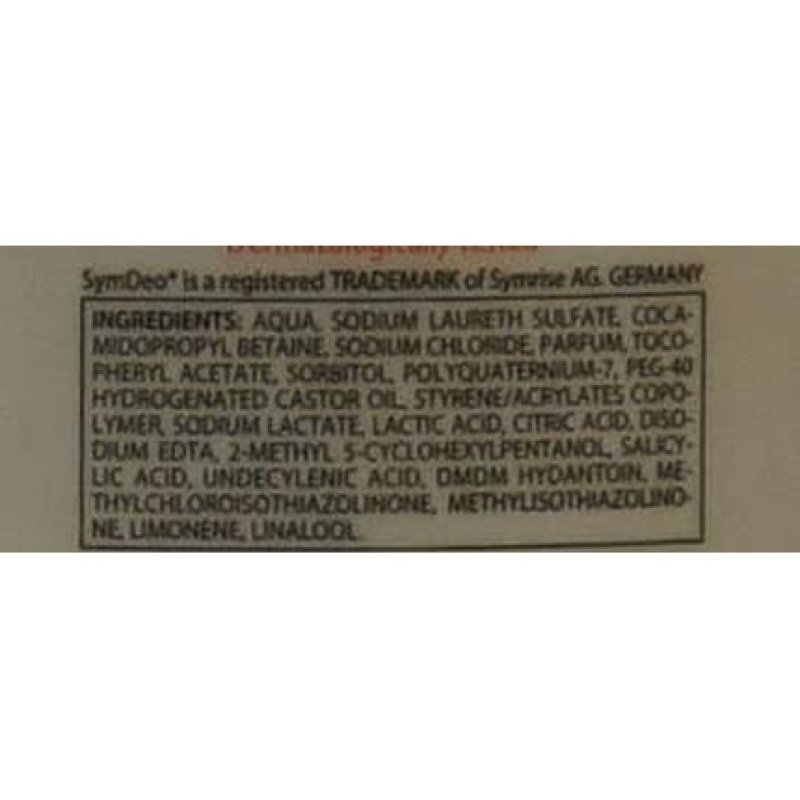 Dermatologically tested
SymDeo® is a registered TRADEMARK of Symrise AG. GERMANY
INGREDIENTS: AQUA, SODIUM LAURETH SULFATE, COCA-
MIDOPROPYL BETAINE, SODIUM CHLORIDE, PARFUM, TOCO-
PHERYL ACETATE, SORBITOL, POLYQUATERNIUM-7, PEG-40
HYDROGENATED CASTOR OIL, STYRENE/ACRYLATES COPO-
LYMER, SODIUM LACTATE, LACTIC ACID, CITRIC ACID, DISO-
DIUM EDTA, 2-METHYL 5-CYCLOHEXYLPENTANOL, SALICY-
LIC ACID, UNDECYLENIC ACID, DMDM HYDANTOIN, ME-
THYLCHLOROISOTHIAZOLINONE, METHYLISOTHIAZOLINO-
NE, LIMONENE, LINALOOL